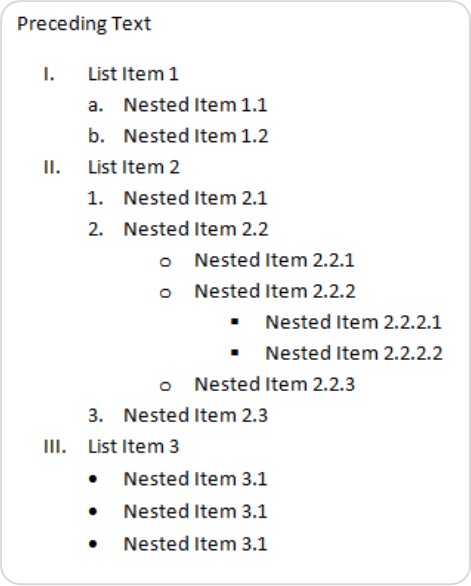 Preceding Text
I. List Item 1
a. Nested Item 1.1
b. Nested Item 1.2
II. List Item 2
1. Nested Item 2.1
2. Nested Item 2.2
o Nested Item 2.2.1
o Nested Item 2.2.2
▪ Nested Item 2.2.2.1
▪ Nested Item 2.2.2.2
o Nested Item 2.2.3
3. Nested Item 2.3
III. List Item 3
• Nested Item 3.1
• Nested Item 3.1
• Nested Item 3.1